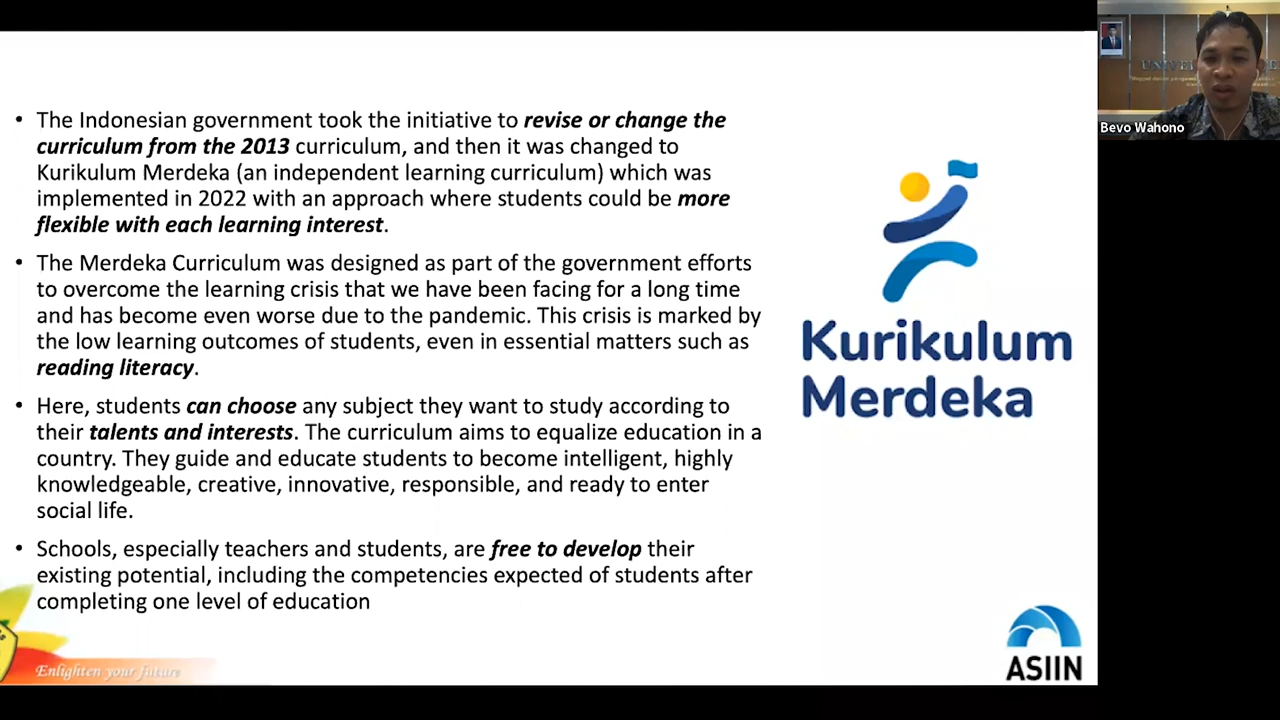 • The Indonesian government took the initiative to revise or change the
curriculum from the 2013 curriculum, and then it was changed to
Kurikulum Merdeka (an independent learning curriculum) which was
implemented in 2022 with an approach where students could be more
flexible with each learning interest.
• The Merdeka Curriculum was designed as part of the government efforts
to overcome the learning crisis that we have been facing for a long time
and has become even worse due to the pandemic. This crisis is marked by
the low learning outcomes of students, even in essential matters such as
reading literacy.
• Here, students can choose any subject they want to study according to
their talents and interests. The curriculum aims to equalize education in a
country. They guide and educate students to become intelligent, highly
knowledgeable, creative, innovative, responsible, and ready to enter
social life.
• Schools, especially teachers and students, are free to develop their
existing potential, including the competencies expected of students after
completing one level of education
Enlighten your future
Kurikulum
Merdeka
ASIIN
Bevo Wahono